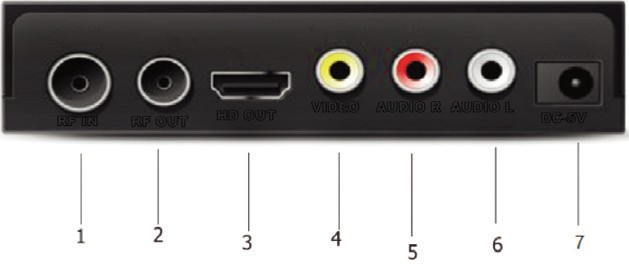 RF IN RF OUT HD OUT VIDEO AUDIO R AUDIO L DC-5V
1 2 3 4 5 6 7